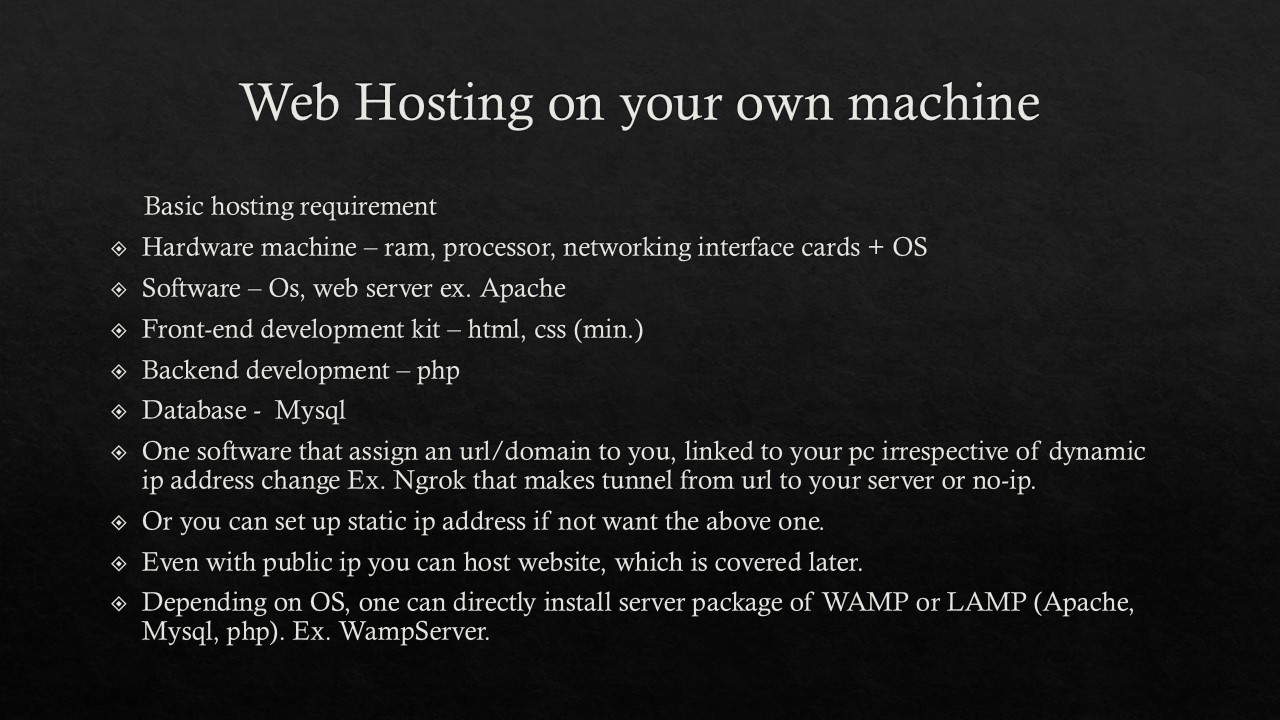 Web Hosting on your own machine
Basic hosting requirement
Hardware machine – ram, processor, networking interface cards + OS
Software – Os, web server ex. Apache
Front-end development kit – html, css (min.)
Backend development – php
Database -  Mysql
One software that assign an url/domain to you, linked to your pc irrespective of dynamic
ip address change Ex. Ngrok that makes tunnel from url to your server or no-ip.
Or you can set up static ip address if not want the above one.
Even with public ip you can host website, which is covered later.
Depending on OS, one can directly install server package of WAMP or LAMP (Apache,
Mysql, php). Ex. WampServer.